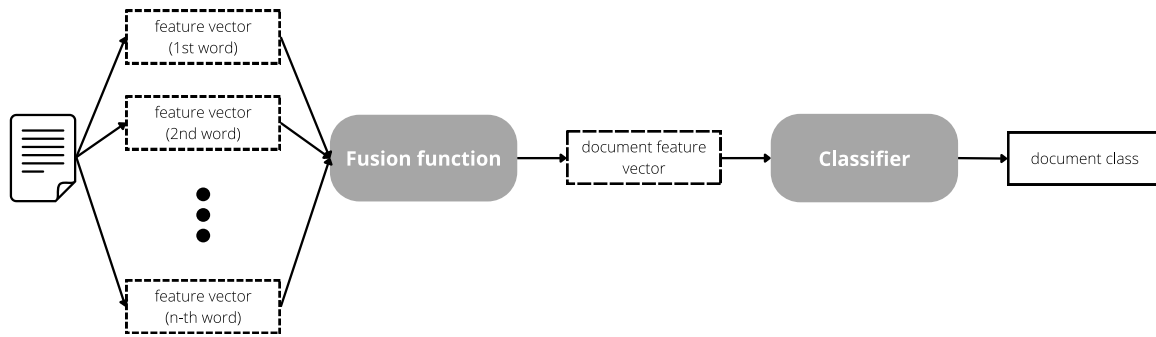 feature vector
(1st word)
feature vector
(2nd word)
feature vector
(n-th word)
Fusion function
document feature
vector
Classifier
document class